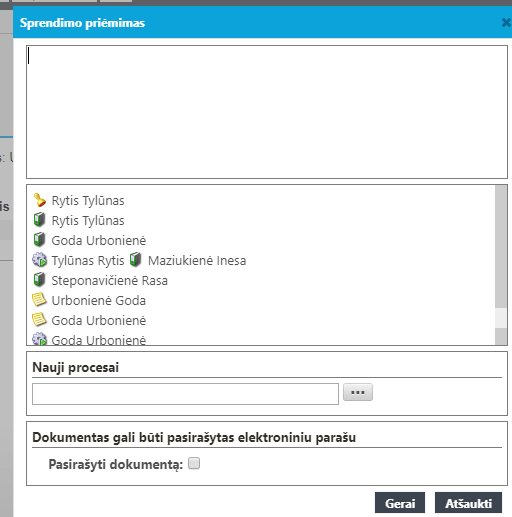 Sprendimo priėmimas
Rytis Tylūnas
Rytis Tylūnas
Goda Urbonienė
Tylūnas Rytis Maziukienė Inesa
Steponavičienė Rasa
Urbonienė Goda
Goda Urbonienė
Goda Urbonienė
Nauji procesai
...
Dokumentas gali būti pasirašytas elektroniniu parašu
Pasirašyti dokumentą:
Gerai Atšaukti